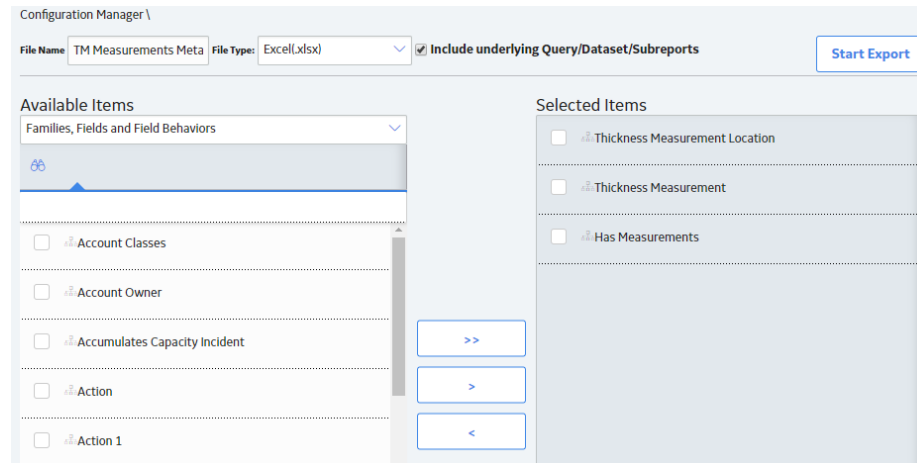 Configuration Manager \
File Name TM Measurements Meta File Type: Excel(.xlsx) Include underlying Query/Dataset/Subreports Start Export
Available Items
Families, Fields and Field Behaviors
Account Classes
Account Owner
Accumulates Capacity Incident
Action
Action 1
>>
>
<
Selected Items
Thickness Measurement Location
Thickness Measurement
Has Measurements